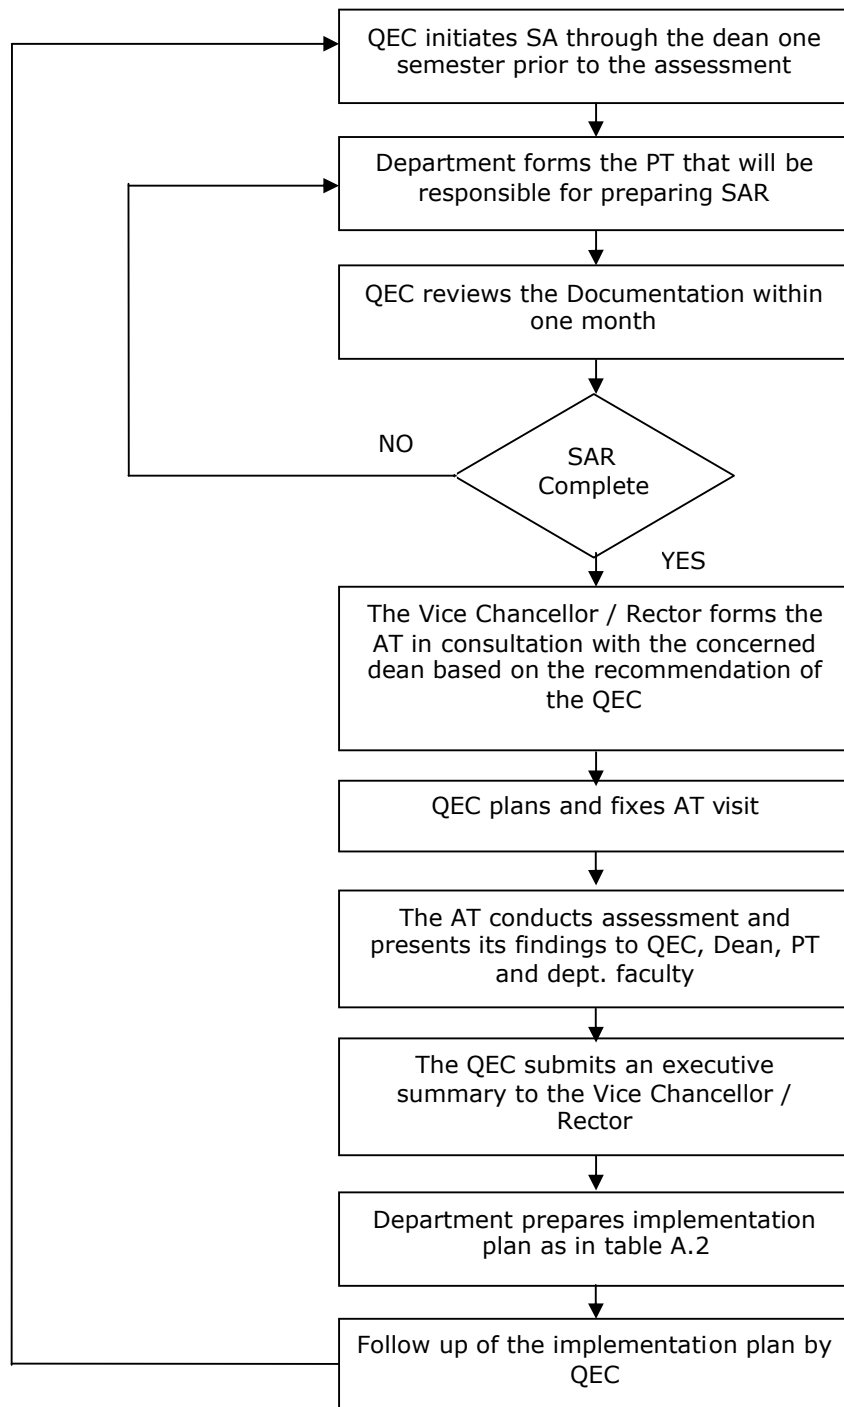 QEC initiates SA through the dean one
semester prior to the assessment
Department forms the PT that will be
responsible for preparing SAR
QEC reviews the Documentation within
one month
NO
SAR
Complete
YES
The Vice Chancellor / Rector forms the
AT in consultation with the concerned
dean based on the recommendation of
the QEC
QEC plans and fixes AT visit
The AT conducts assessment and
presents its findings to QEC, Dean, PT
and dept. faculty
The QEC submits an executive
summary to the Vice Chancellor /
Rector
Department prepares implementation
plan as in table A.2
Follow up of the implementation plan by
QEC